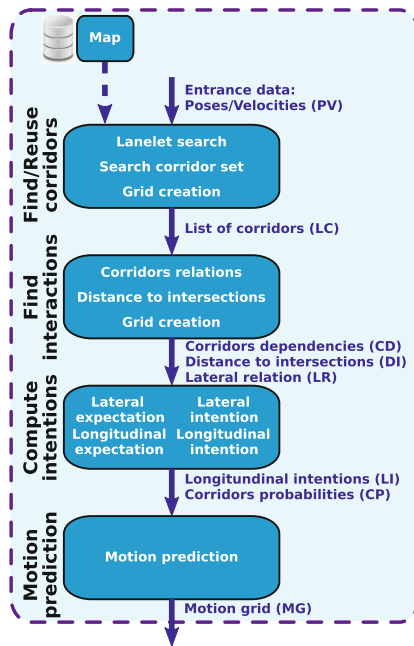 Map
Entrance data:
Poses/Velocities (PV)
Find/Reuse
corridors
Lanelet search
Search corridor set
Grid creation
List of corridors (LC)
Find
interactions
Corridors relations
Distance to intersections
Grid creation
Corridors dependencies (CD)
Distance to intersections (DI)
Lateral relation (LR)
Compute
intentions
Lateral
expectation
Lateral
intention
Longitudinal
expectation
Longitudinal
intention
Longitundinal intentions (LI)
Corridors probabilities (CP)
Motion
prediction
Motion prediction
Motion grid (MG)